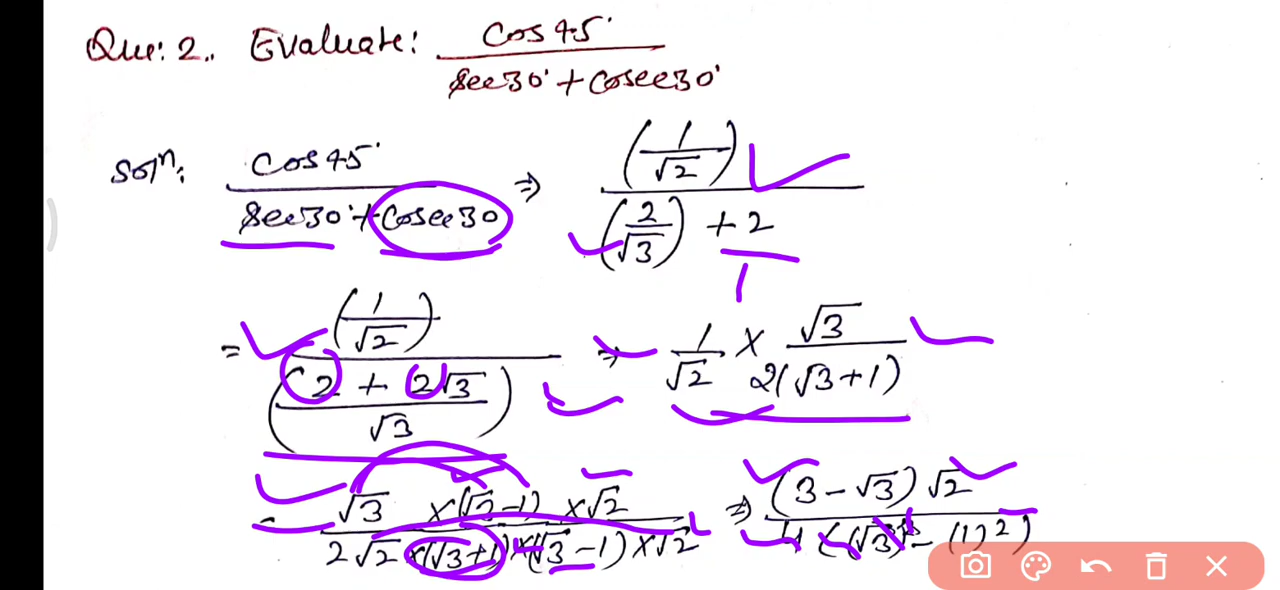 Que: 2.. Evaluate: cos45° / sec30° + cosec30°
Solⁿ: cos45° / sec30° + cosec30 ⇒ (1/√2) / (2/√3) + 2
= (1/√2) / (2 + 2√3 / √3) ⇒ 1/√2 × √3 / 2(√3+1)
= √3 × (√3-1) × √2 / 2√2 × (√3+1) × (√3-1) × √2 ⇒ (3-√3)√2 / 4 ((√3)² - (1)²)